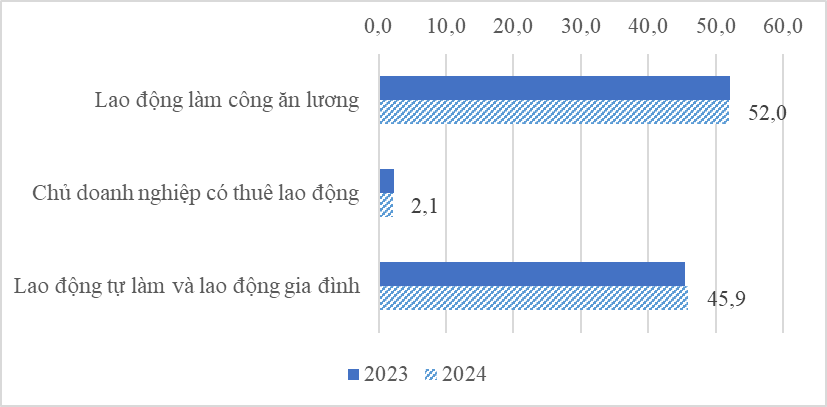 0,0 10,0 20,0 30,0 40,0 50,0 60,0
Lao động làm công ăn lương
52,0
Chủ doanh nghiệp có thuê lao động
2,1
Lao động tự làm và lao động gia đình
45,9
2023 2024